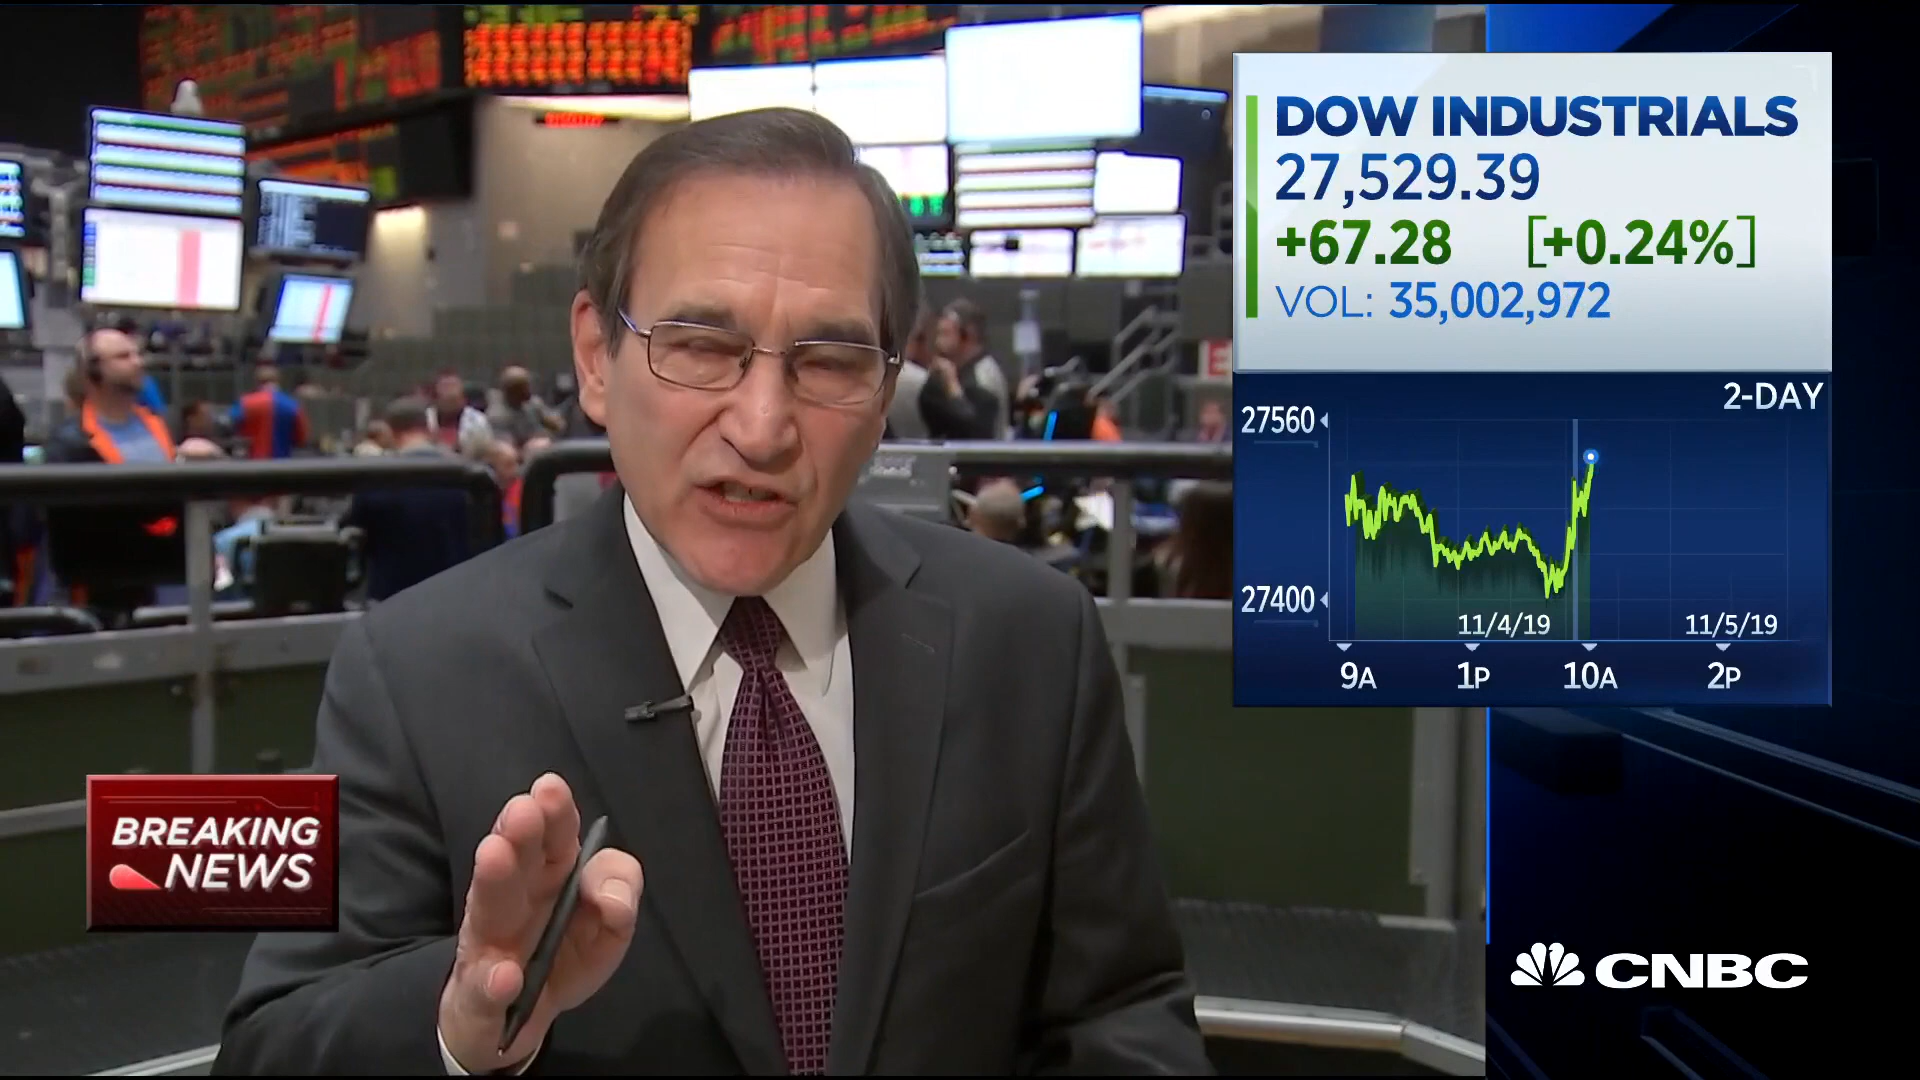 DOW INDUSTRIALS
27,529.39
+67.28 [+0.24%]
VOL: 35,002,972
2-DAY
27560
27400
11/4/19 11/5/19
9A 1P 10A 2P
BREAKING
NEWS
CNBC